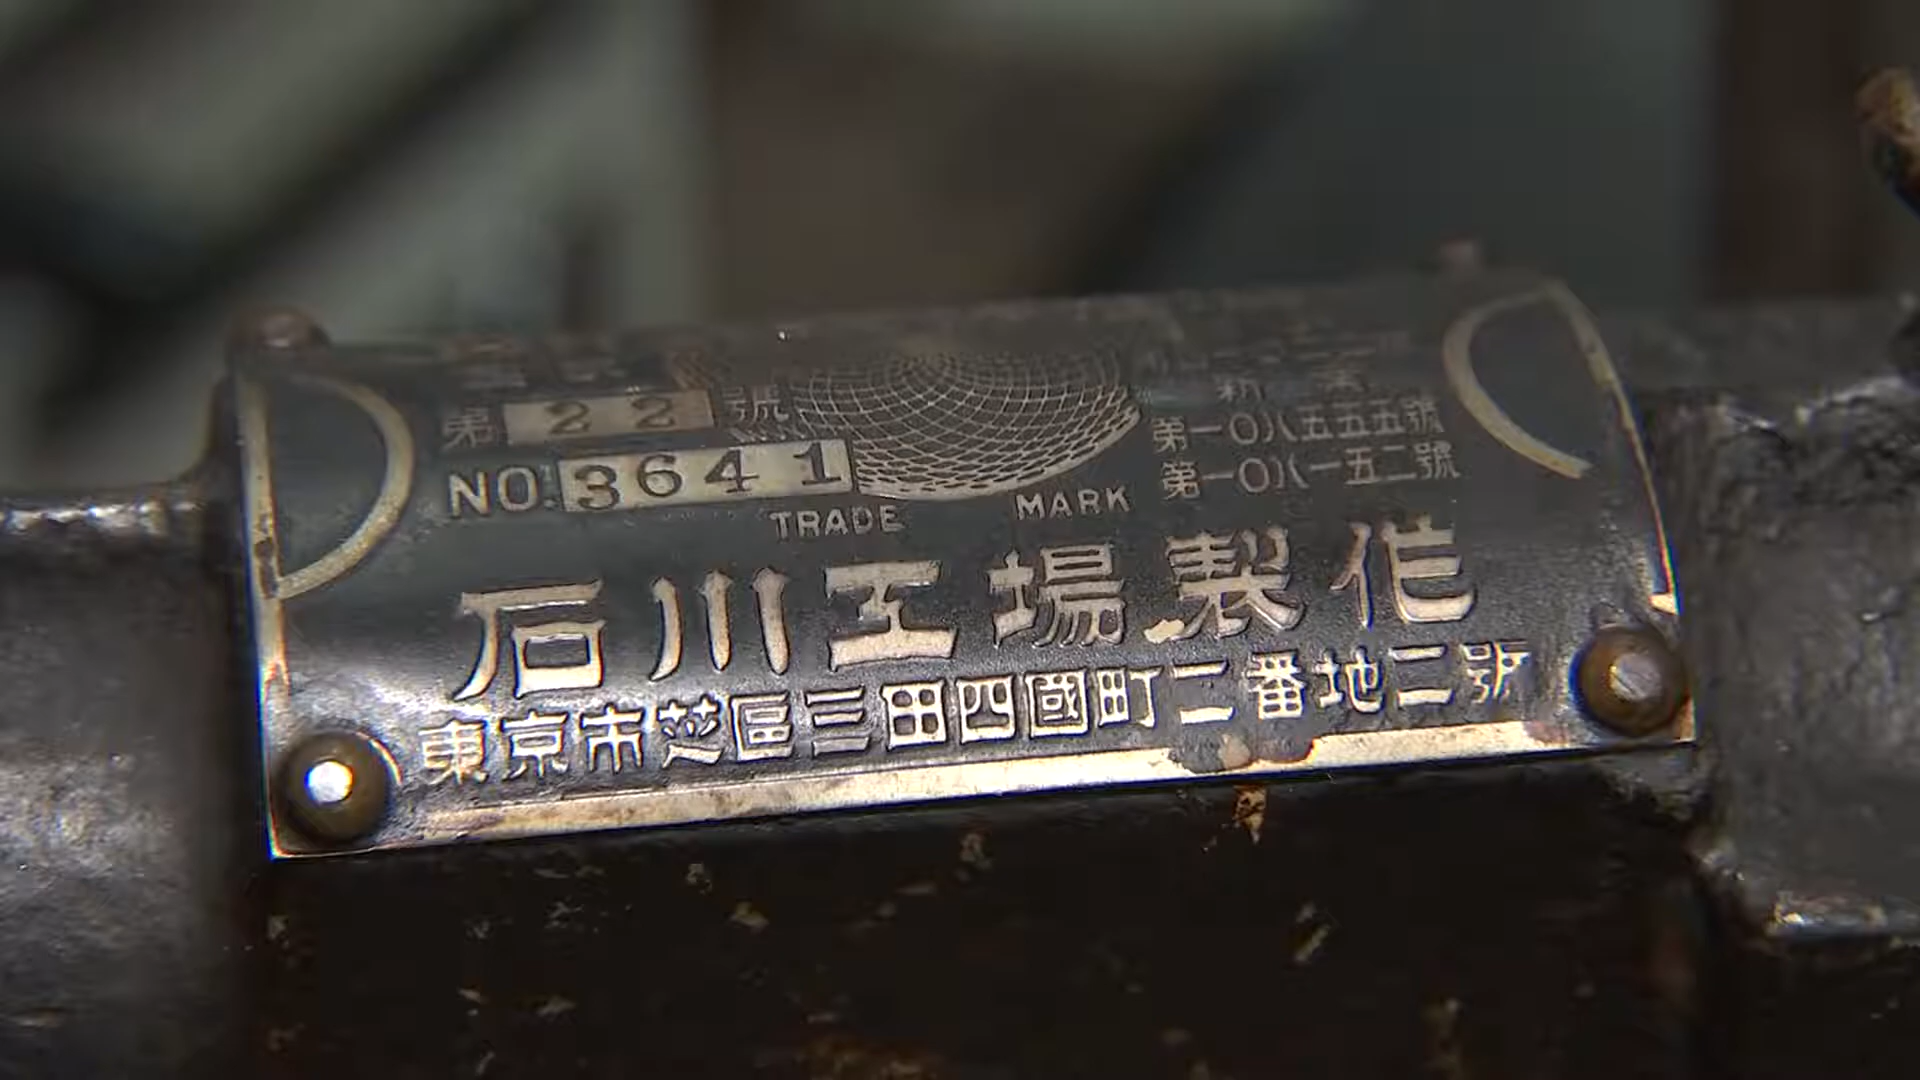 第 22 號
NO. 3641
TRADE MARK
第一〇八五五五號
第一〇八一五二號
石川工場製作
東京市芝區三田四國町二番地二號